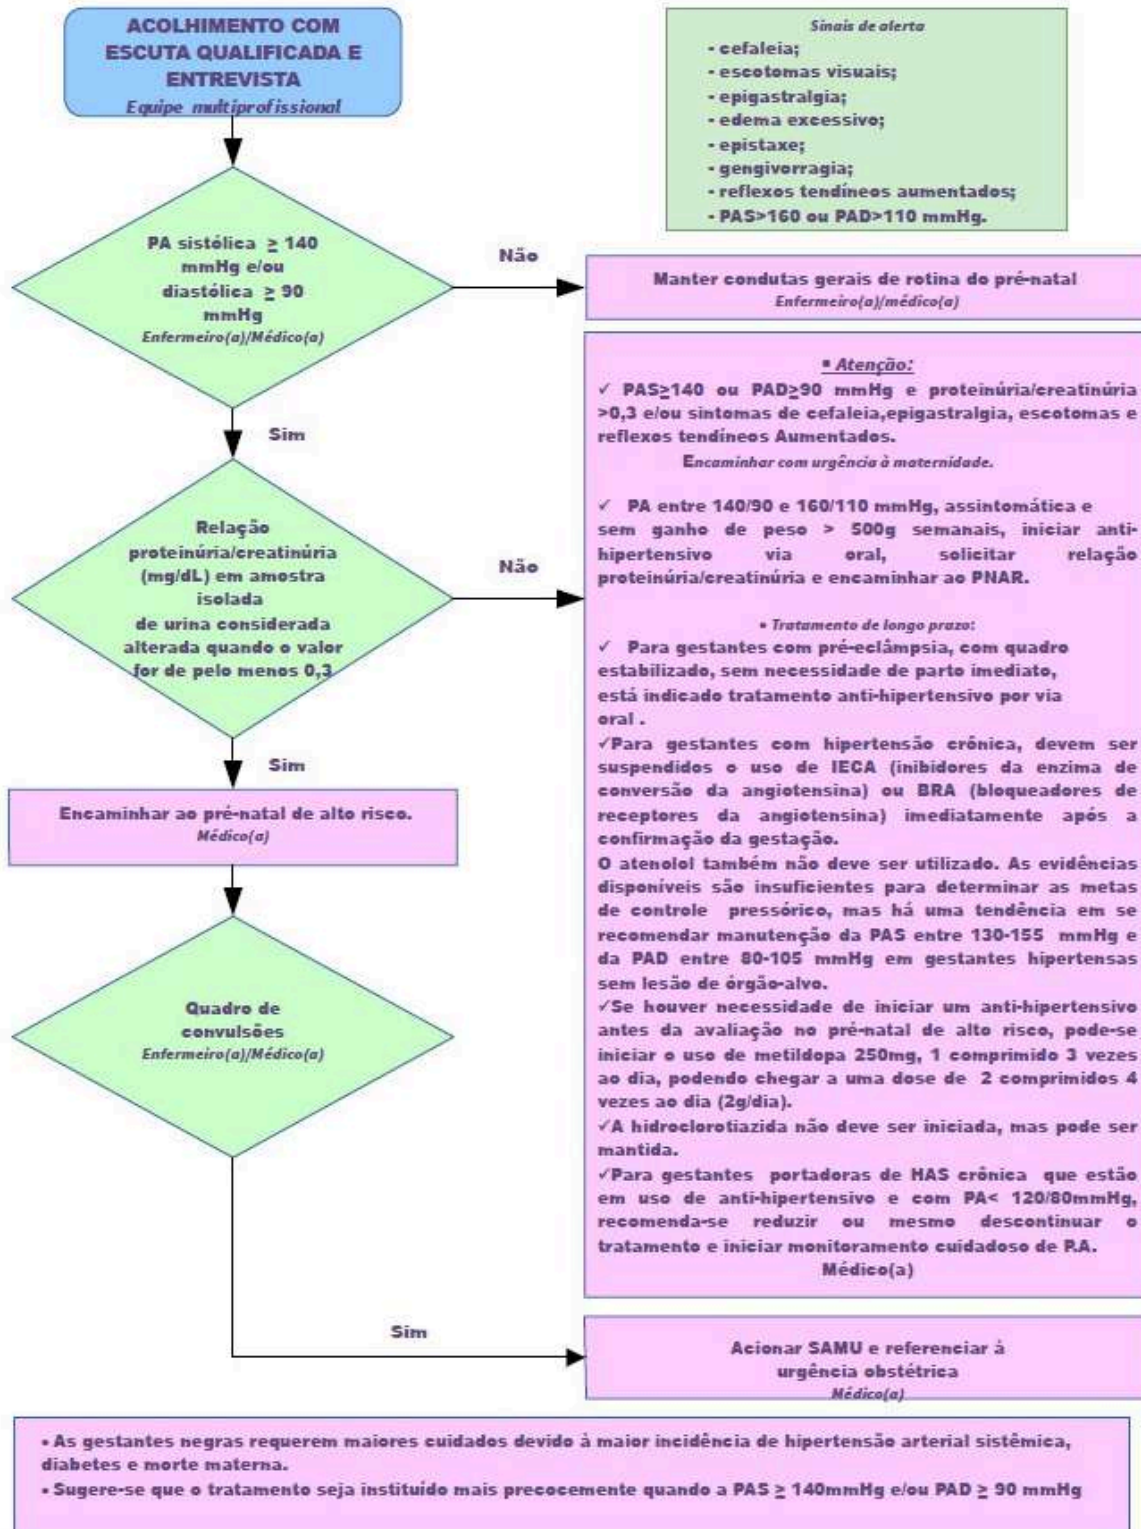 ACOLHIMENTO COM
ESCUTA QUALIFICADA E
ENTREVISTA
Equipe multiprofissional
Sinais de alerta
- cefaleia;
- escotomas visuais;
- epigastralgia;
- edema excessivo;
- epistaxe;
- gengivorragia;
- reflexos tendíneos aumentados;
- PAS>160 ou PAD>110 mmHg.
PA sistólica ≥ 140
mmHg e/ou
diastólica ≥ 90
mmHg
Enfermeiro(a)/Médico(a)
Não
Manter condutas gerais de rotina do pré-natal
Enfermeiro(a)/médico(a)
Sim
Relação
proteinúria/creatinúria
(mg/dL) em amostra
isolada
de urina considerada
alterada quando o valor
for de pelo menos 0,3
Não
▪ Atenção:
✓ PAS≥140 ou PAD≥90 mmHg e proteinúria/creatinúria
>0,3 e/ou sintomas de cefaleia,epigastralgia, escotomas e
reflexos tendíneos Aumentados.
Encaminhar com urgência à maternidade.
✓ PA entre 140/90 e 160/110 mmHg, assintomática e
sem ganho de peso > 500g semanais, iniciar anti-
hipertensivo via oral, solicitar relação
proteinúria/creatinúria e encaminhar ao PNAR.
• Tratamento de longo prazo:
✓ Para gestantes com pré-eclâmpsia, com quadro
estabilizado, sem necessidade de parto imediato,
está indicado tratamento anti-hipertensivo por via
oral .
✓Para gestantes com hipertensão crônica, devem ser
suspendidos o uso de IECA (inibidores da enzima de
conversão da angiotensina) ou BRA (bloqueadores de
receptores da angiotensina) imediatamente após a
confirmação da gestação.
O atenolol também não deve ser utilizado. As evidências
disponíveis são insuficientes para determinar as metas
de controle pressórico, mas há uma tendência em se
recomendar manutenção da PAS entre 130-155 mmHg e
da PAD entre 80-105 mmHg em gestantes hipertensas
sem lesão de órgão-alvo.
✓Se houver necessidade de iniciar um anti-hipertensivo
antes da avaliação no pré-natal de alto risco, pode-se
iniciar o uso de metildopa 250mg, 1 comprimido 3 vezes
ao dia, podendo chegar a uma dose de 2 comprimidos 4
vezes ao dia (2g/dia).
✓A hidroclorotiazida não deve ser iniciada, mas pode ser
mantida.
✓Para gestantes portadoras de HAS crônica que estão
em uso de anti-hipertensivo e com PA< 120/80mmHg,
recomenda-se reduzir ou mesmo descontinuar o
tratamento e iniciar monitoramento cuidadoso de P.A.
Médico(a)
Sim
Encaminhar ao pré-natal de alto risco.
Médico(a)
Quadro de
convulsões
Enfermeiro(a)/Médico(a)
Sim
Acionar SAMU e referenciar à
urgência obstétrica
Médico(a)
• As gestantes negras requerem maiores cuidados devido à maior incidência de hipertensão arterial sistêmica,
diabetes e morte materna.
• Sugere-se que o tratamento seja instituído mais precocemente quando a PAS ≥ 140mmHg e/ou PAD ≥ 90 mmHg